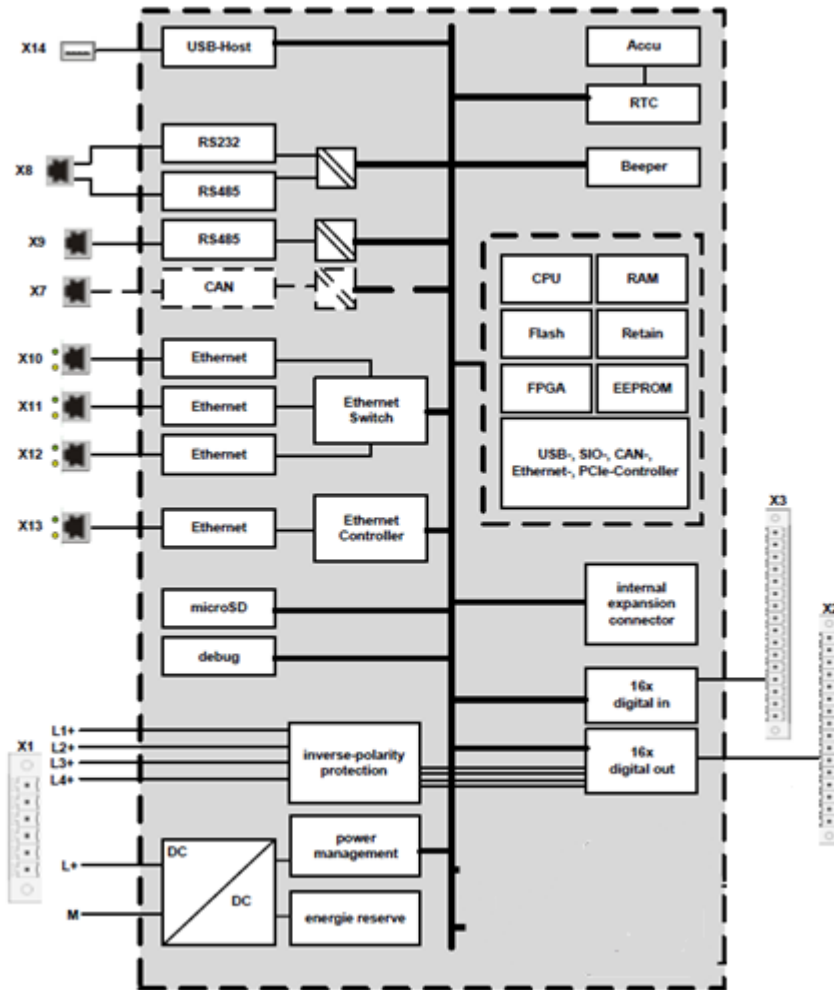 X14
USB-Host
Accu
RTC
X8
RS232
RS485
Beeper
X9
RS485
X7
CAN
CPU
RAM
Flash
Retain
FPGA
EEPROM
USB-, SIO-, CAN-,
Ethernet-, PCIe-Controller
X10
Ethernet
X11
Ethernet
Ethernet
Switch
X12
Ethernet
X13
Ethernet
Ethernet
Controller
X3
microSD
internal
expansion
connector
X2
debug
16x
digital in
X1
L1+
L2+
L3+
L4+
inverse-polarity
protection
16x
digital out
L+
M
DC
DC
power
management
energie reserve